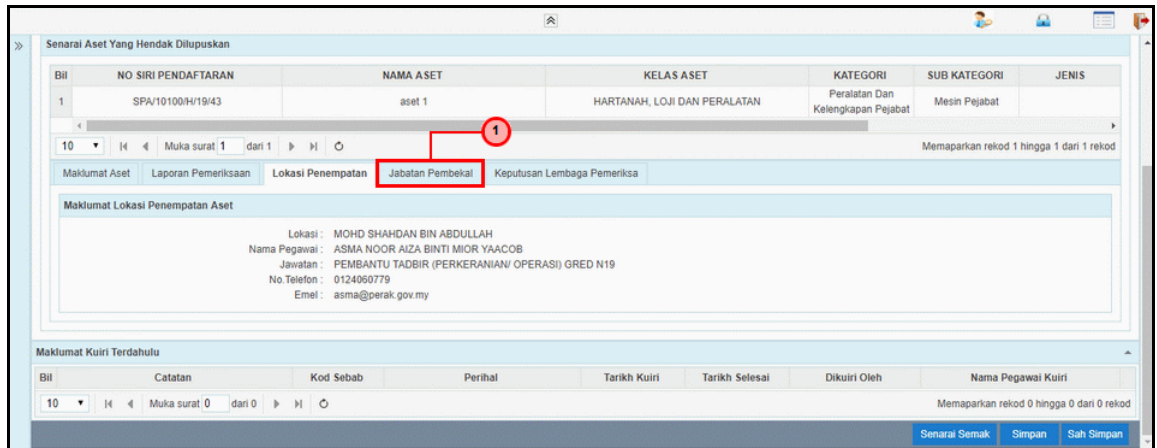 Senarai Aset Yang Hendak Dilupuskan
Bil NO SIRI PENDAFTARAN NAMA ASET KELAS ASET KATEGORI SUB KATEGORI JENIS
1 SPA/10100/H/19/43 aset 1 HARTANAH, LOJI DAN PERALATAN Peralatan Dan Kelengkapan Pejabat Mesin Pejabat
10 Muka surat 1 dari 1 Memaparkan rekod 1 hingga 1 dari 1 rekod
1
Maklumat Aset Laporan Pemeriksaan Lokasi Penempatan Jabatan Pembekal Keputusan Lembaga Pemeriksa
Maklumat Lokasi Penempatan Aset
Lokasi : MOHD SHAHDAN BIN ABDULLAH
Nama Pegawai : ASMA NOOR AIZA BINTI MIOR YAACOB
Jawatan : PEMBANTU TADBIR (PERKERANIAN/ OPERASI) GRED N19
No.Telefon : 0124060779
Emel : asma@perak.gov.my
Maklumat Kuiri Terdahulu
Bil Catatan Kod Sebab Perihal Tarikh Kuiri Tarikh Selesai Dikuiri Oleh Nama Pegawai Kuiri
10 Muka surat 0 dari 0 Memaparkan rekod 0 hingga 0 dari 0 rekod
Senarai Semak Simpan Sah Simpan